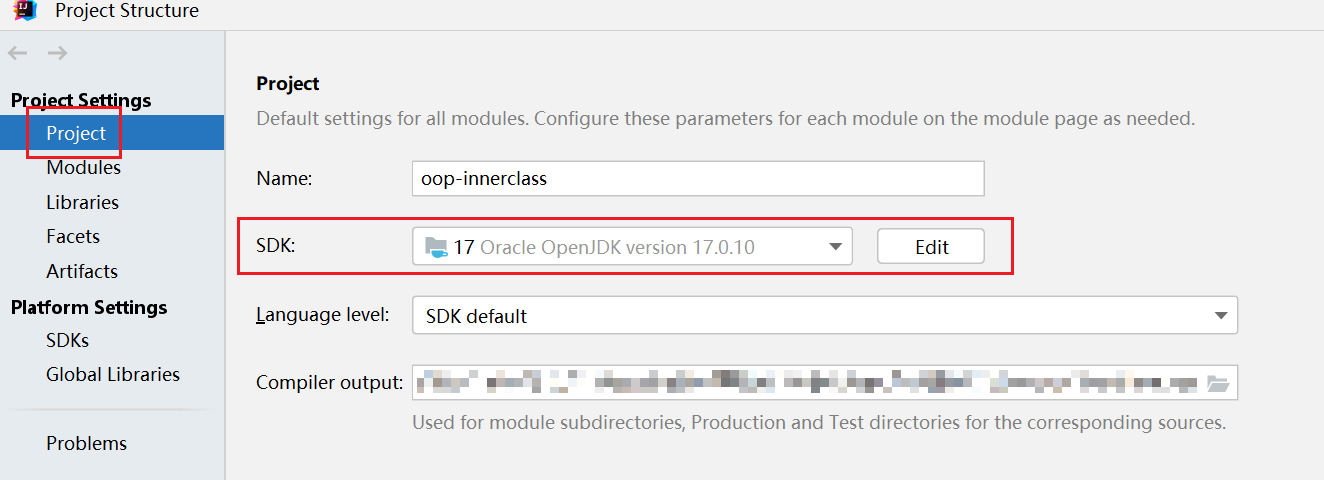 Project Structure
Project Settings
Project
Modules
Libraries
Facets
Artifacts
Platform Settings
SDKs
Global Libraries
Problems
Project
Default settings for all modules. Configure these parameters for each module on the module page as needed.
Name: oop-innerclass
SDK: 17 Oracle OpenJDK version 17.0.10 Edit
Language level: SDK default
Compiler output:
Used for module subdirectories, Production and Test directories for the corresponding sources.